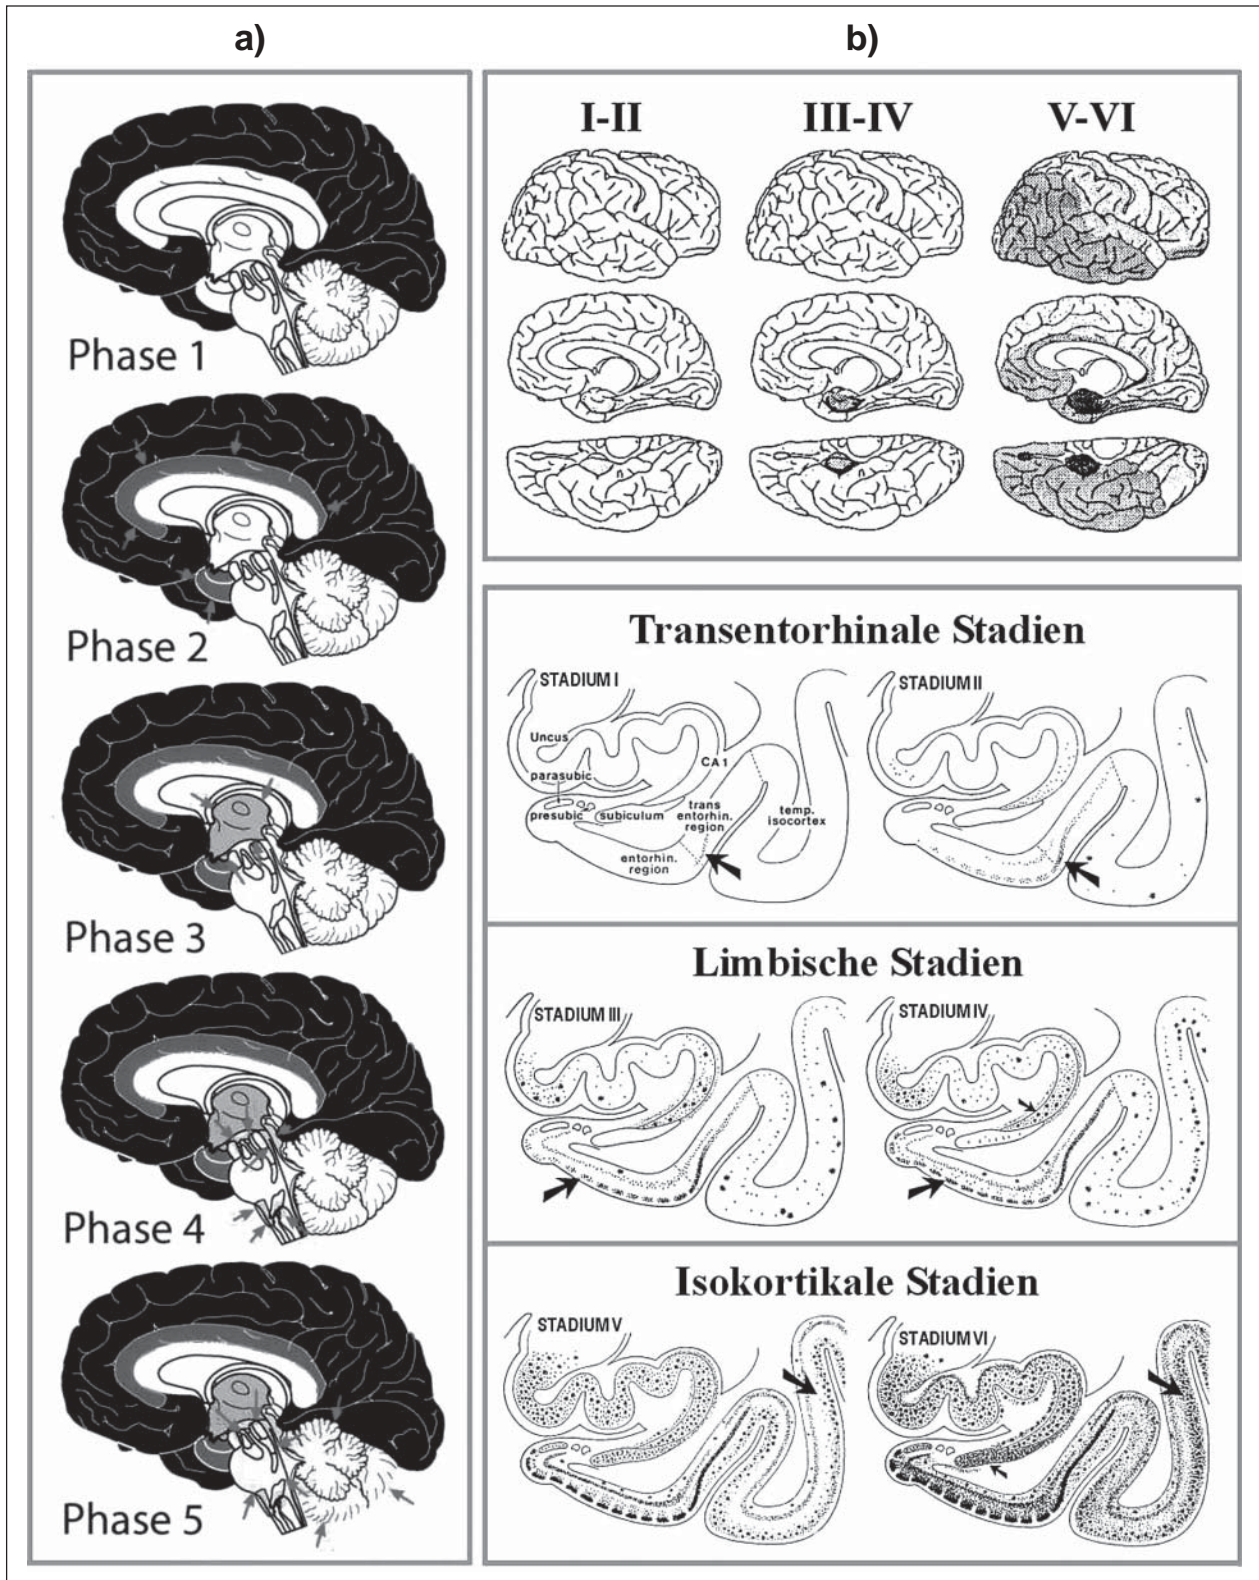 a)
b)
Phase 1
Phase 2
Phase 3
Phase 4
Phase 5
I-II
III-IV
V-VI
Transentorhinale Stadien
STADIUM I
Uncus
parasubic
presubic
subiculum
CA1
trans
entorhin.
region
temp.
isocortex
entorhin.
region
STADIUM II
Limbische Stadien
STADIUM III
STADIUM IV
Isokortikale Stadien
STADIUM V
STADIUM VI